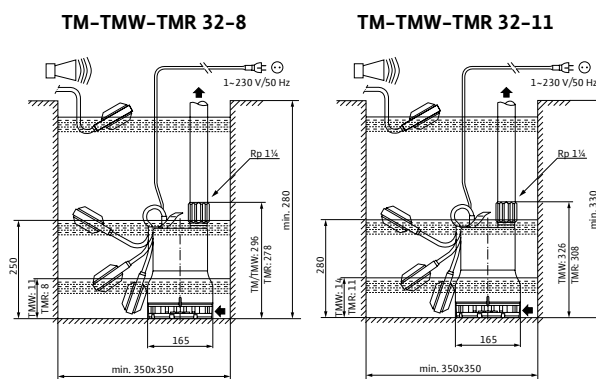 TM-TMW-TMR 32-8
1~230 V/50 Hz
Rp 1¼
min. 280
TM/TMW: 296
TMR: 278
250
TMW: 11
TMR: 8
165
min. 350x350
TM-TMW-TMR 32-11
1~230 V/50 Hz
Rp 1¼
min. 330
TMW: 326
TMR: 308
280
TMW: 14
TMR: 11
165
min. 350x350